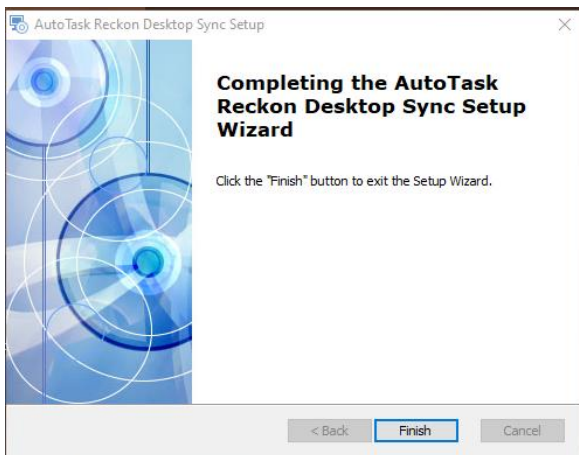 AutoTask Reckon Desktop Sync Setup
Completing the AutoTask
Reckon Desktop Sync Setup
Wizard
Click the "Finish" button to exit the Setup Wizard.
< Back Finish Cancel